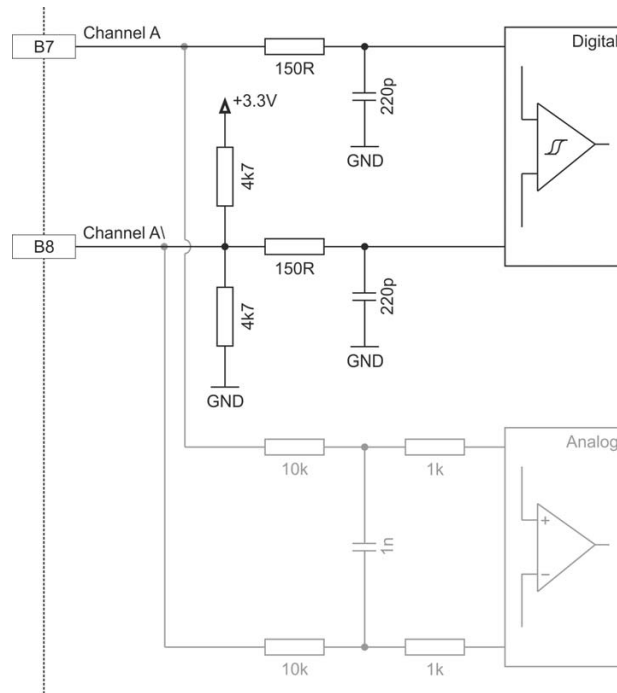 B7
Channel A
Digital
150R
220p
+3.3V
GND
4k7
B8
Channel A\
150R
220p
4k7
GND
GND
Analog
10k
1k
1n
+
−
10k
1k